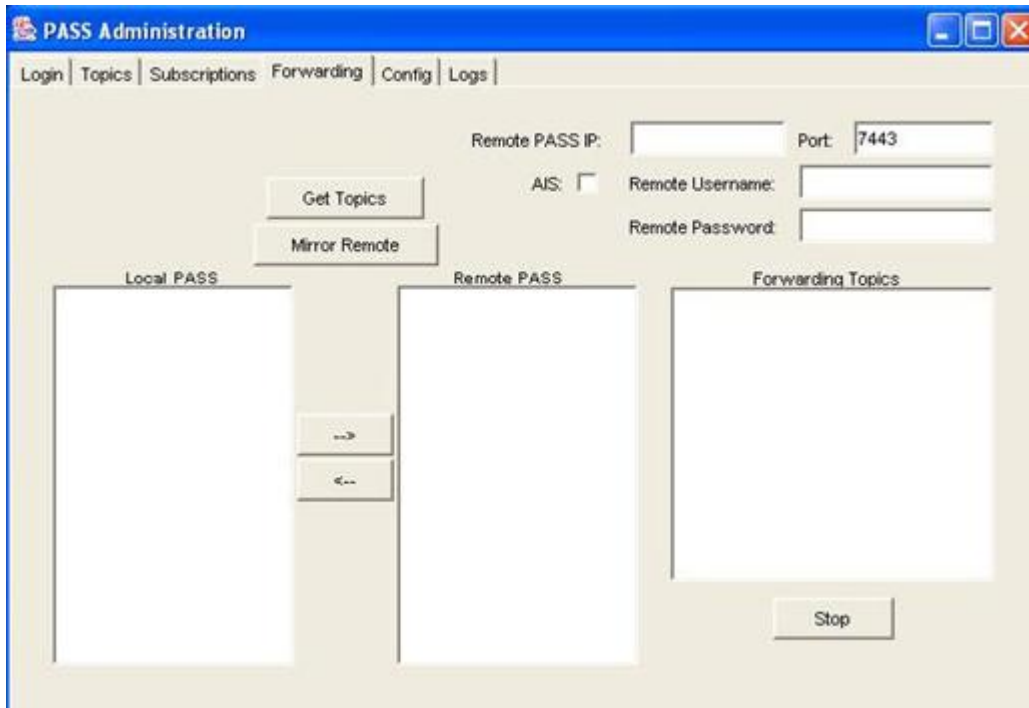 PASS Administration
Login Topics Subscriptions Forwarding Config Logs
Remote PASS IP: Port: 7443
AIS: Remote Username:
Get Topics
Remote Password:
Mirror Remote
Local PASS Remote PASS Forwarding Topics
-->
<--
Stop